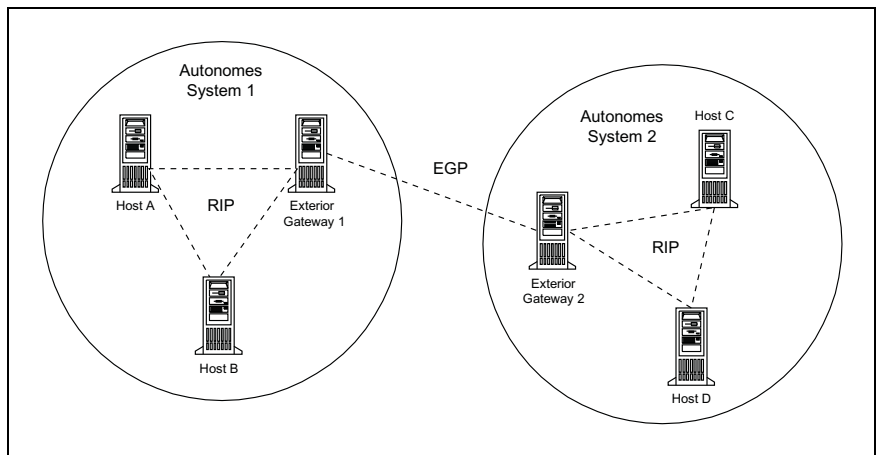 Autonomes
System 1
Host A
RIP
Exterior
Gateway 1
Host B
EGP
Autonomes
System 2
Host C
Exterior
Gateway 2
RIP
Host D